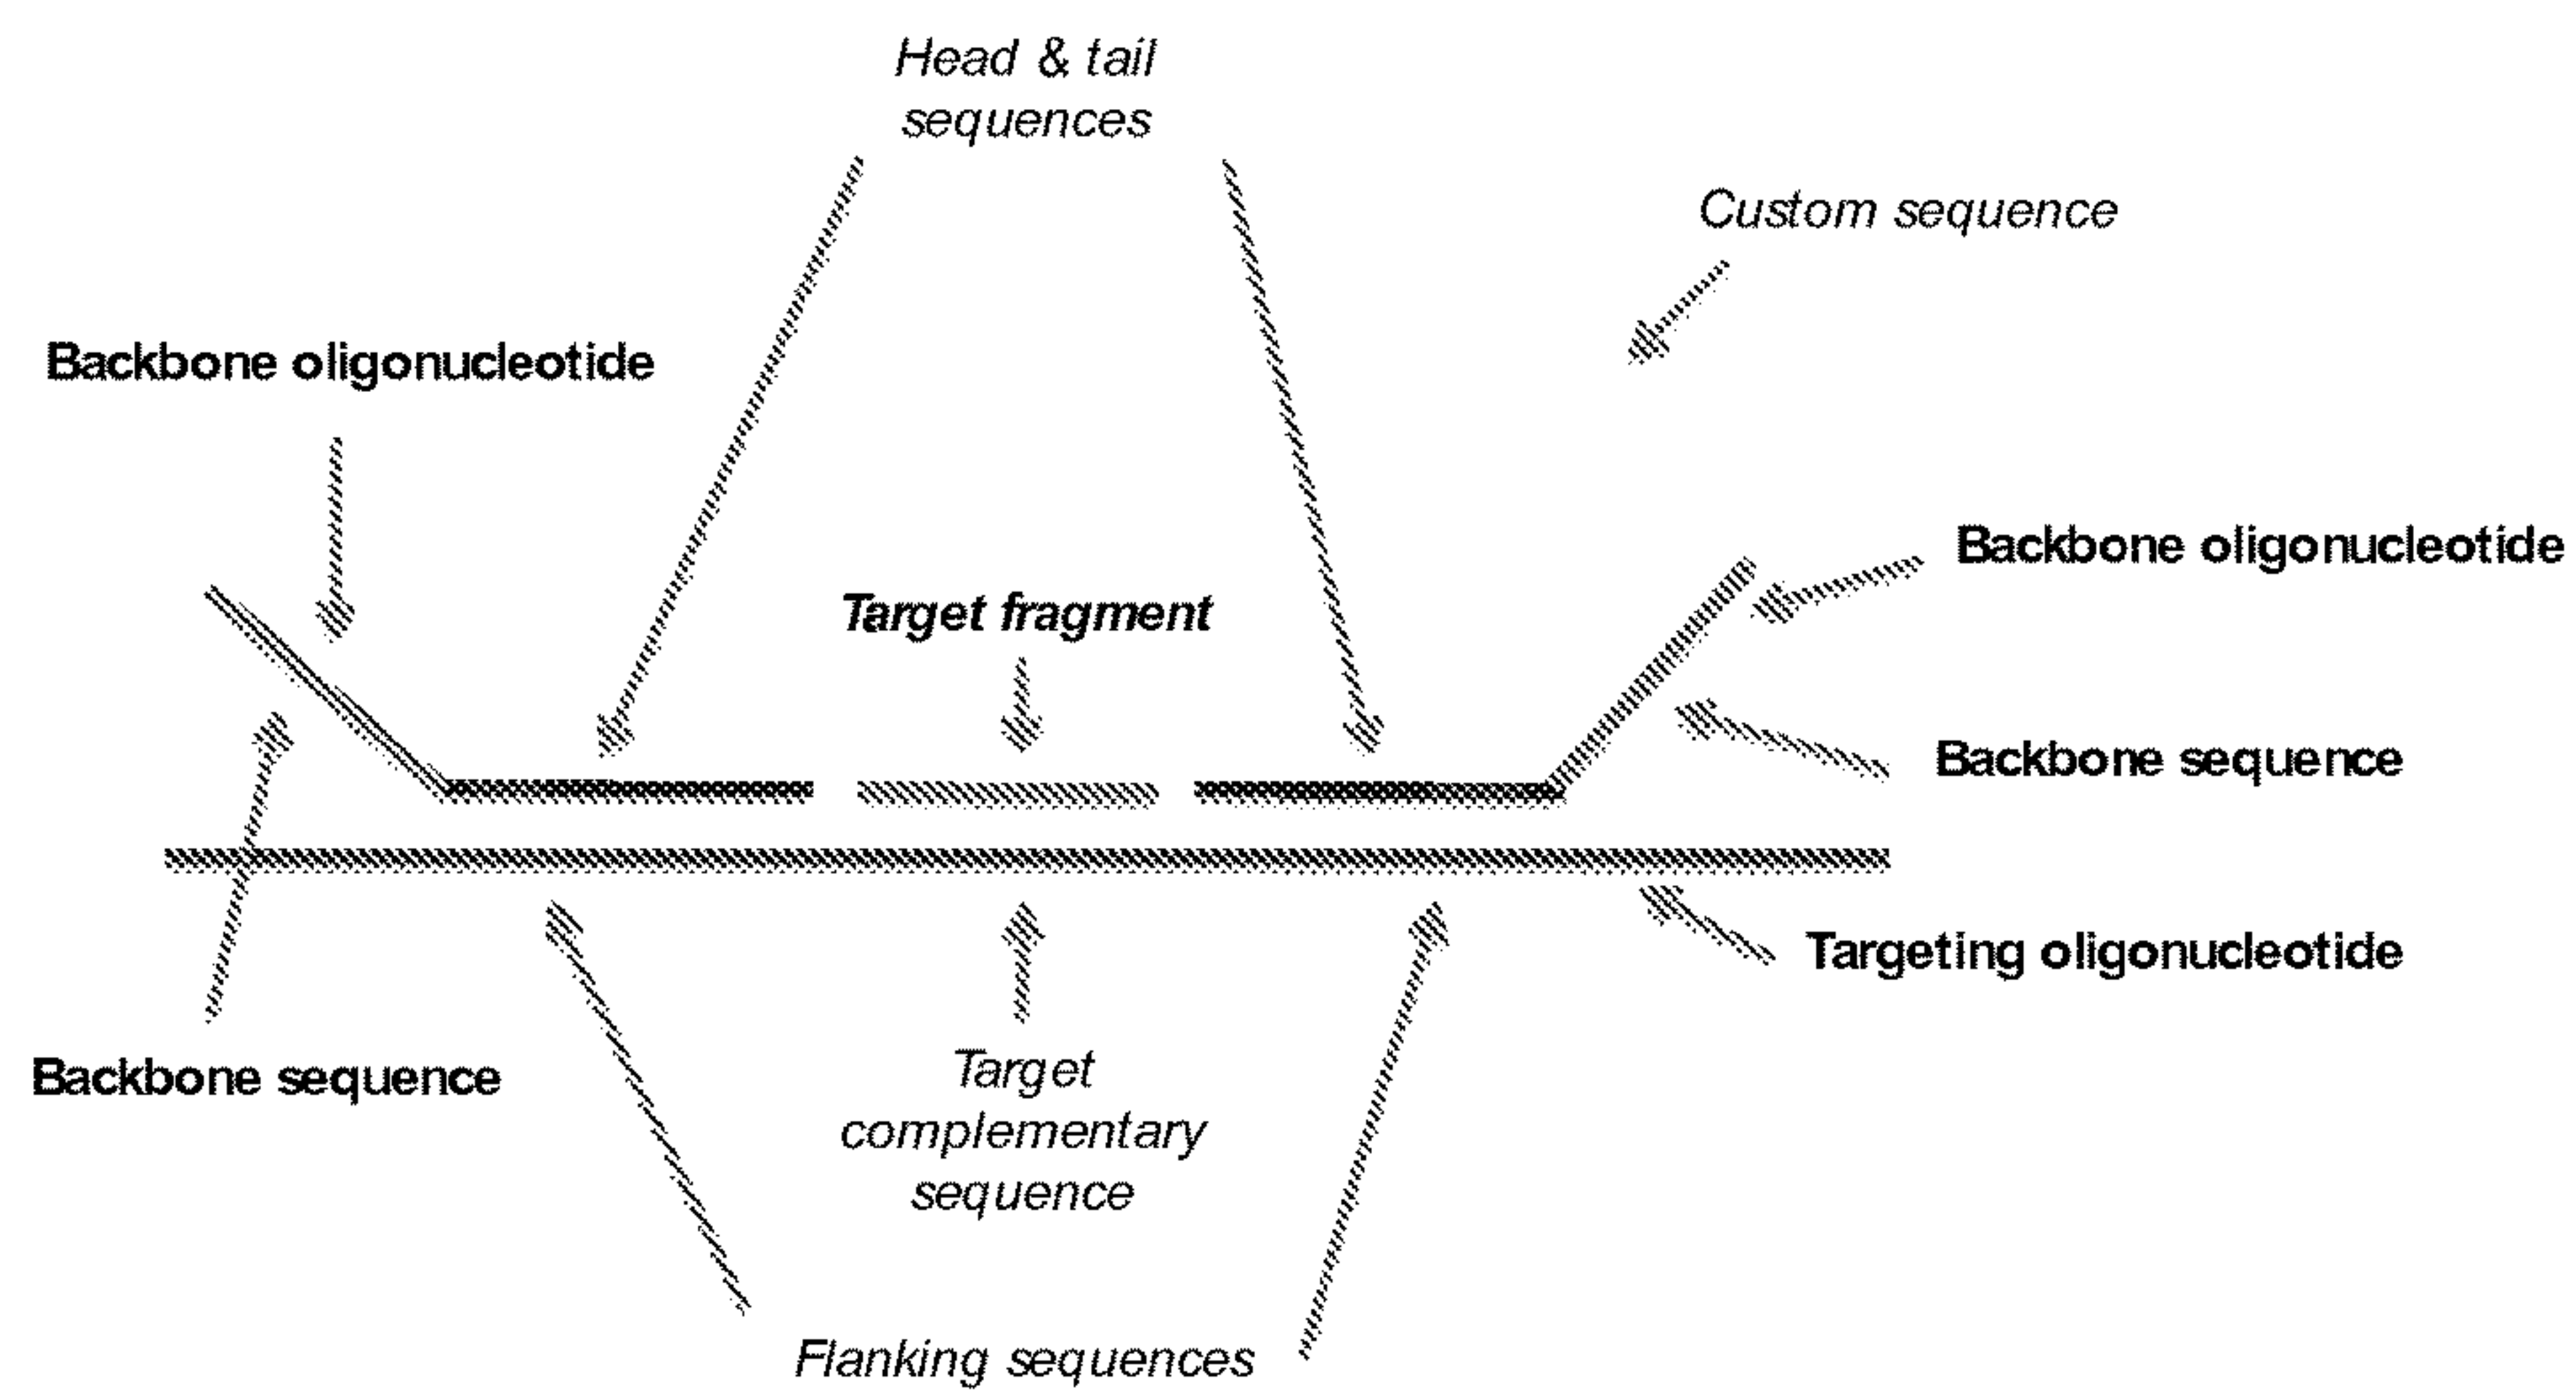 Head & tail
sequences
Custom sequence
Backbone oligonucleotide
Backbone oligonucleotide
Target fragment
Backbone sequence
Targeting oligonucleotide
Backbone sequence
Target
complementary
sequence
Flanking sequences